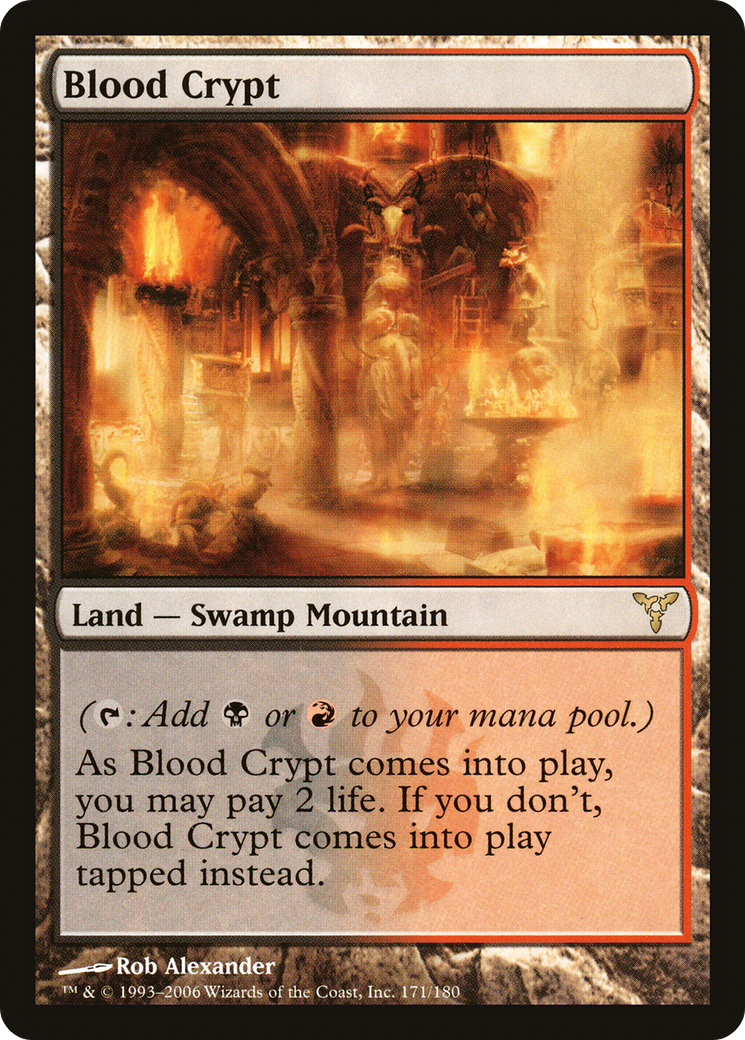 Blood Crypt
Land — Swamp Mountain
(: Add or to your mana pool.)
As Blood Crypt comes into play,
you may pay 2 life. If you don't,
Blood Crypt comes into play
tapped instead.
Rob Alexander
™ & © 1993–2006 Wizards of the Coast, Inc. 171/180